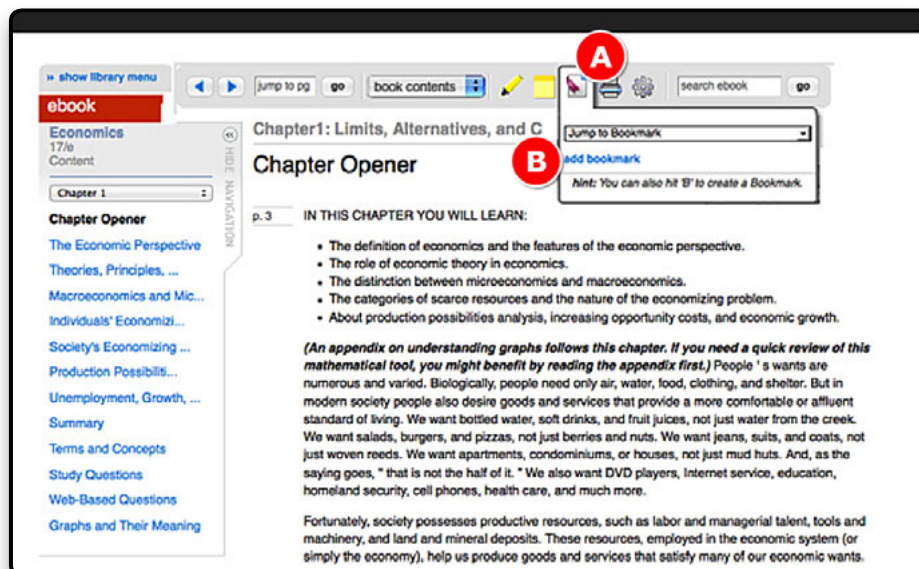 » show library menu
ebook
jump to pg go book contents search ebook go
A
Economics
17/e
Content
Chapter 1
Chapter Opener
The Economic Perspective
Theories, Principles, ...
Macroeconomics and Mic...
Individuals' Economizi...
Society's Economizing ...
Production Possibiliti...
Unemployment, Growth, ...
Summary
Terms and Concepts
Study Questions
Web-Based Questions
Graphs and Their Meaning
HIDE NAVIGATION
Jump to Bookmark
B
add bookmark
hint: You can also hit 'B' to create a Bookmark.
Chapter1: Limits, Alternatives, and C
Chapter Opener
p. 3 IN THIS CHAPTER YOU WILL LEARN:
• The definition of economics and the features of the economic perspective.
• The role of economic theory in economics.
• The distinction between microeconomics and macroeconomics.
• The categories of scarce resources and the nature of the economizing problem.
• About production possibilities analysis, increasing opportunity costs, and economic growth.
(An appendix on understanding graphs follows this chapter. If you need a quick review of this
mathematical tool, you might benefit by reading the appendix first.) People ' s wants are
numerous and varied. Biologically, people need only air, water, food, clothing, and shelter. But in
modern society people also desire goods and services that provide a more comfortable or affluent
standard of living. We want bottled water, soft drinks, and fruit juices, not just water from the creek.
We want salads, burgers, and pizzas, not just berries and nuts. We want jeans, suits, and coats, not
just woven reeds. We want apartments, condominiums, or houses, not just mud huts. And, as the
saying goes, " that is not the half of it. " We also want DVD players, Internet service, education,
homeland security, cell phones, health care, and much more.
Fortunately, society possesses productive resources, such as labor and managerial talent, tools and
machinery, and land and mineral deposits. These resources, employed in the economic system (or
simply the economy), help us produce goods and services that satisfy many of our economic wants.